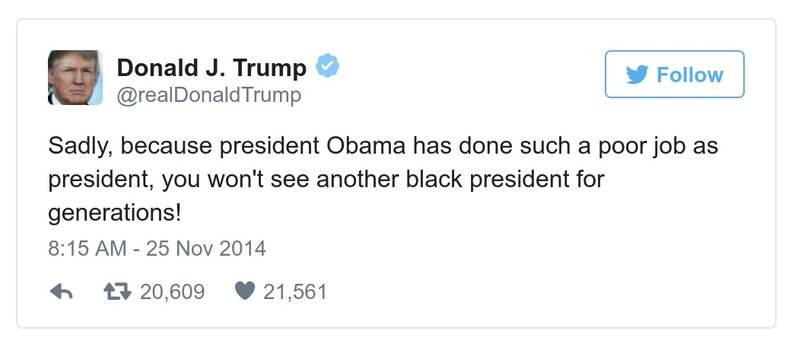 Donald J. Trump
Follow
@realDonaldTrump
Sadly, because president Obama has done such a poor job as
president, you won't see another black president for
generations!
8:15 AM - 25 Nov 2014
20,609 21,561